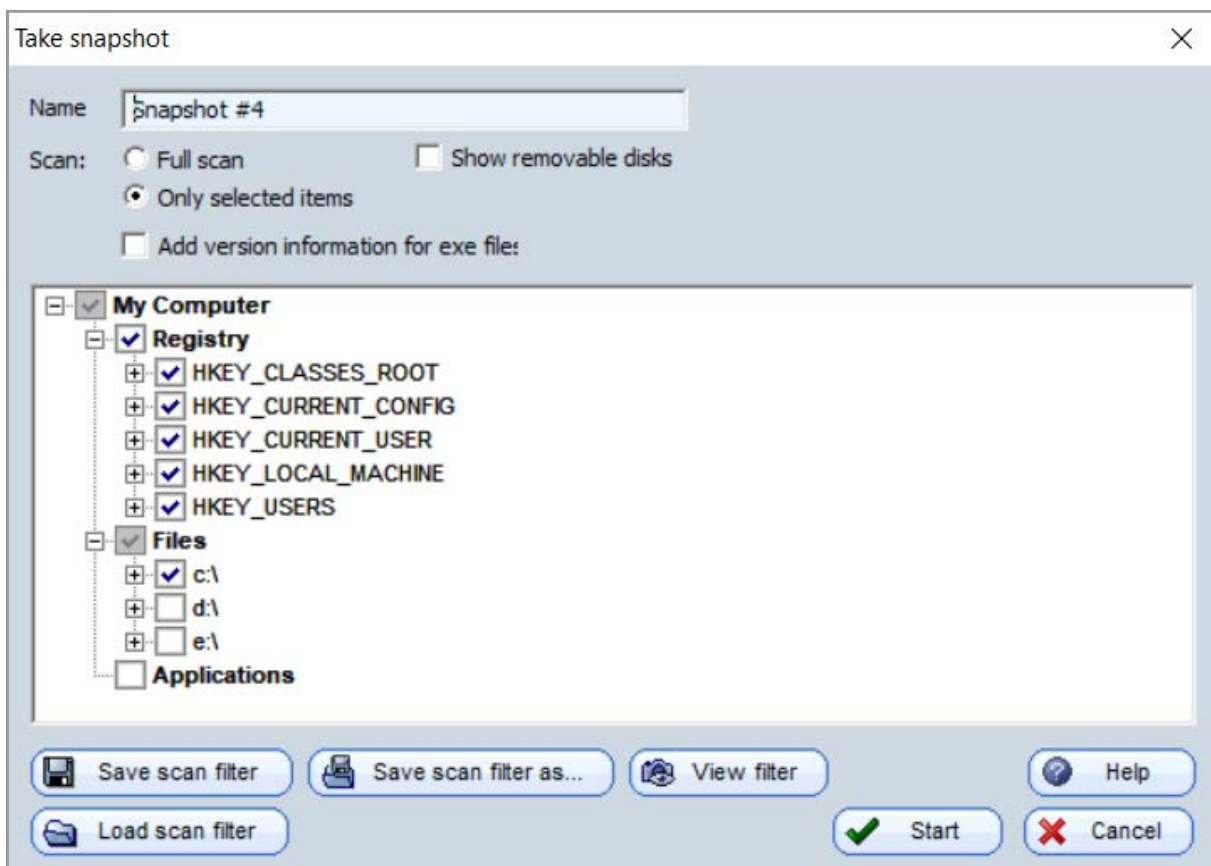 Take snapshot
Name Snapshot #4
Scan: Full scan Show removable disks
Only selected items
Add version information for exe files
My Computer
Registry
HKEY_CLASSES_ROOT
HKEY_CURRENT_CONFIG
HKEY_CURRENT_USER
HKEY_LOCAL_MACHINE
HKEY_USERS
Files
c:\
d:\
e:\
Applications
Save scan filter Save scan filter as... View filter Help
Load scan filter Start Cancel